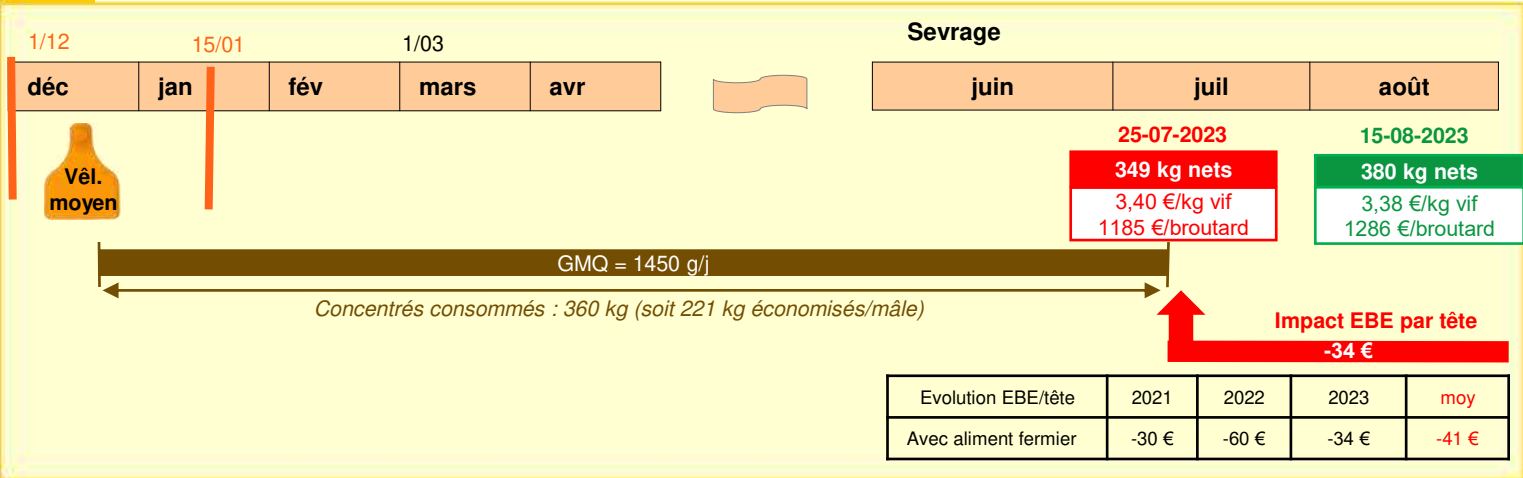 Sevrage
1/12
15/01
1/03
déc
jan
fév
mars
avr
juin
juil
août
Vêl.
moyen
25-07-2023
349 kg nets
3,40 €/kg vif
1185 €/broutard
15-08-2023
380 kg nets
3,38 €/kg vif
1286 €/broutard
GMQ = 1450 g/j
Concentrés consommés : 360 kg (soit 221 kg économisés/mâle)
Impact EBE par tête
-34 €
Evolution EBE/tête 2021 2022 2023 moy
Avec aliment fermier -30 € -60 € -34 € -41 €